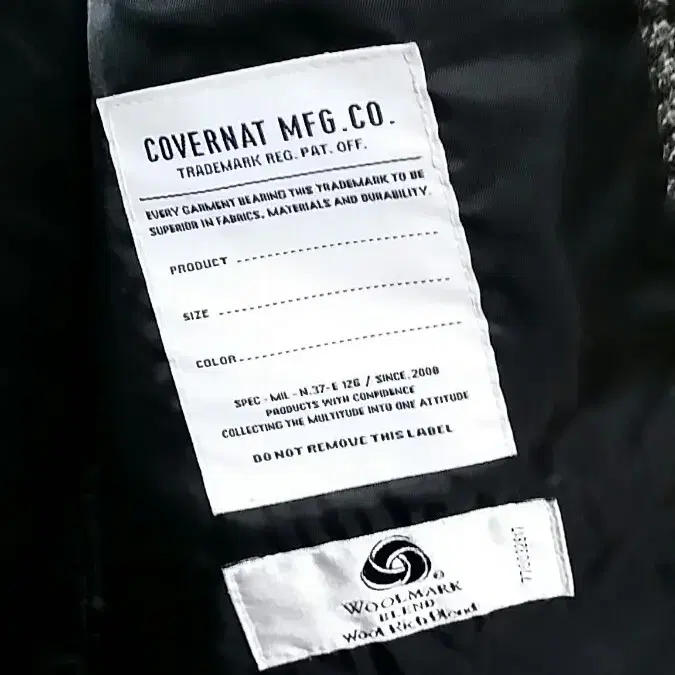 COVERNAT MFG.CO.
TRADEMARK REG. PAT. OFF.
EVERY GARMENT BEARING THIS TRADEMARK TO BE
SUPERIOR IN FABRICS, MATERIALS AND DURABILITY.
PRODUCT
SIZE
COLOR
SPEC - MIL - N.37-E 126 / SINCE.2008
PRODUCTS WITH CONFIDENCE
COLLECTING THE MULTITUDE INTO ONE ATTITUDE
DO NOT REMOVE THIS LABEL
WOOLMARK
BLEND
Wool Rich Blend